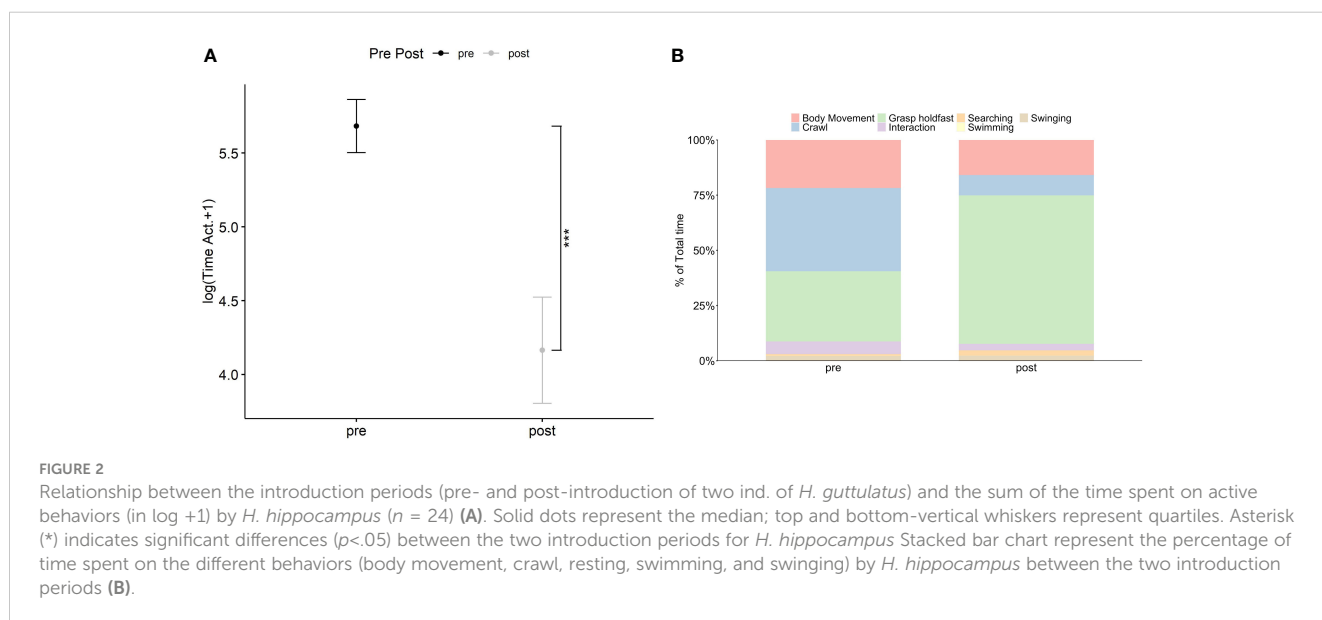 A
Pre Post pre post
log(Time Act.+1)
5.5
5.0
4.5
4.0
***
pre post
B
Body Movement Grasp holdfast Searching Swinging
Crawl Interaction Swimming
% of Total time
100%
75%
50%
25%
0%
pre post
FIGURE 2
Relationship between the introduction periods (pre- and post-introduction of two ind. of H. guttulatus) and the sum of the time spent on active
behaviors (in log +1) by H. hippocampus (n = 24) (A). Solid dots represent the median; top and bottom-vertical whiskers represent quartiles. Asterisk
(*) indicates significant differences (p<.05) between the two introduction periods for H. hippocampus Stacked bar chart represent the percentage of
time spent on the different behaviors (body movement, crawl, resting, swimming, and swinging) by H. hippocampus between the two introduction
periods (B).